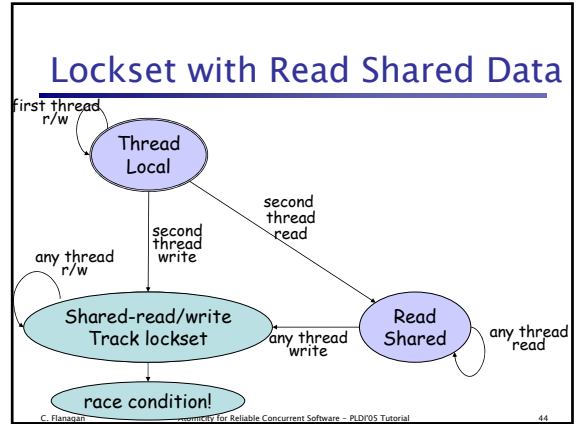 Lockset with Read Shared Data
first thread
r/w
Thread
Local
second
thread
read
second
thread
write
any thread
r/w
Shared-read/write
Track lockset
any thread
write
Read
Shared
any thread
read
race condition!
C. Flanagan
Atomicity for Reliable Concurrent Software – PLDI'05 Tutorial
44